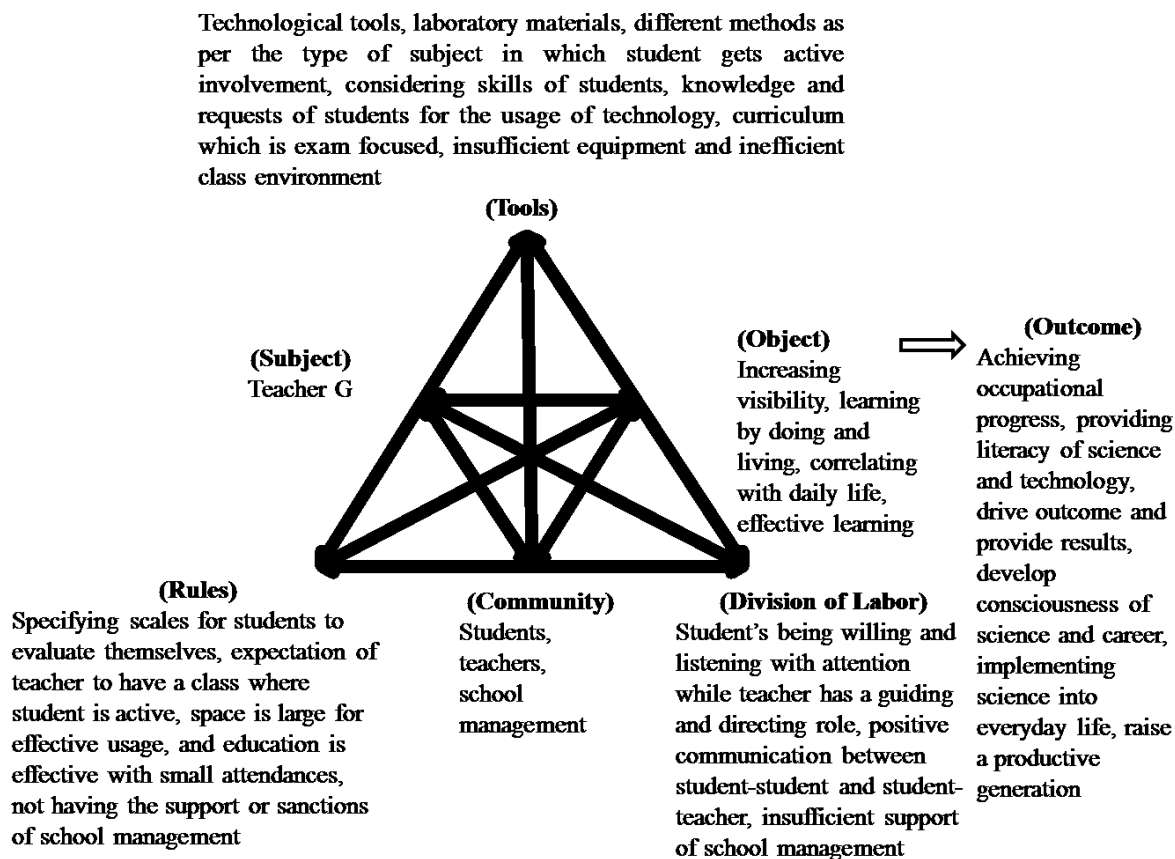 Technological tools, laboratory materials, different methods as
per the type of subject in which student gets active
involvement, considering skills of students, knowledge and
requests of students for the usage of technology, curriculum
which is exam focused, insufficient equipment and inefficient
class environment
(Tools)
(Subject)
Teacher G
(Object)
Increasing
visibility, learning
by doing and
living, correlating
with daily life,
effective learning
(Outcome)
Achieving
occupational
progress, providing
literacy of science
and technology,
drive outcome and
provide results,
develop
consciousness of
science and career,
implementing
science into
everyday life, raise
a productive
generation
(Rules)
Specifying scales for students to
evaluate themselves, expectation of
teacher to have a class where
student is active, space is large for
effective usage, and education is
effective with small attendances,
not having the support or sanctions
of school management
(Community)
Students,
teachers,
school
management
(Division of Labor)
Student's being willing and
listening with attention
while teacher has a guiding
and directing role, positive
communication between
student-student and student-
teacher, insufficient support
of school management